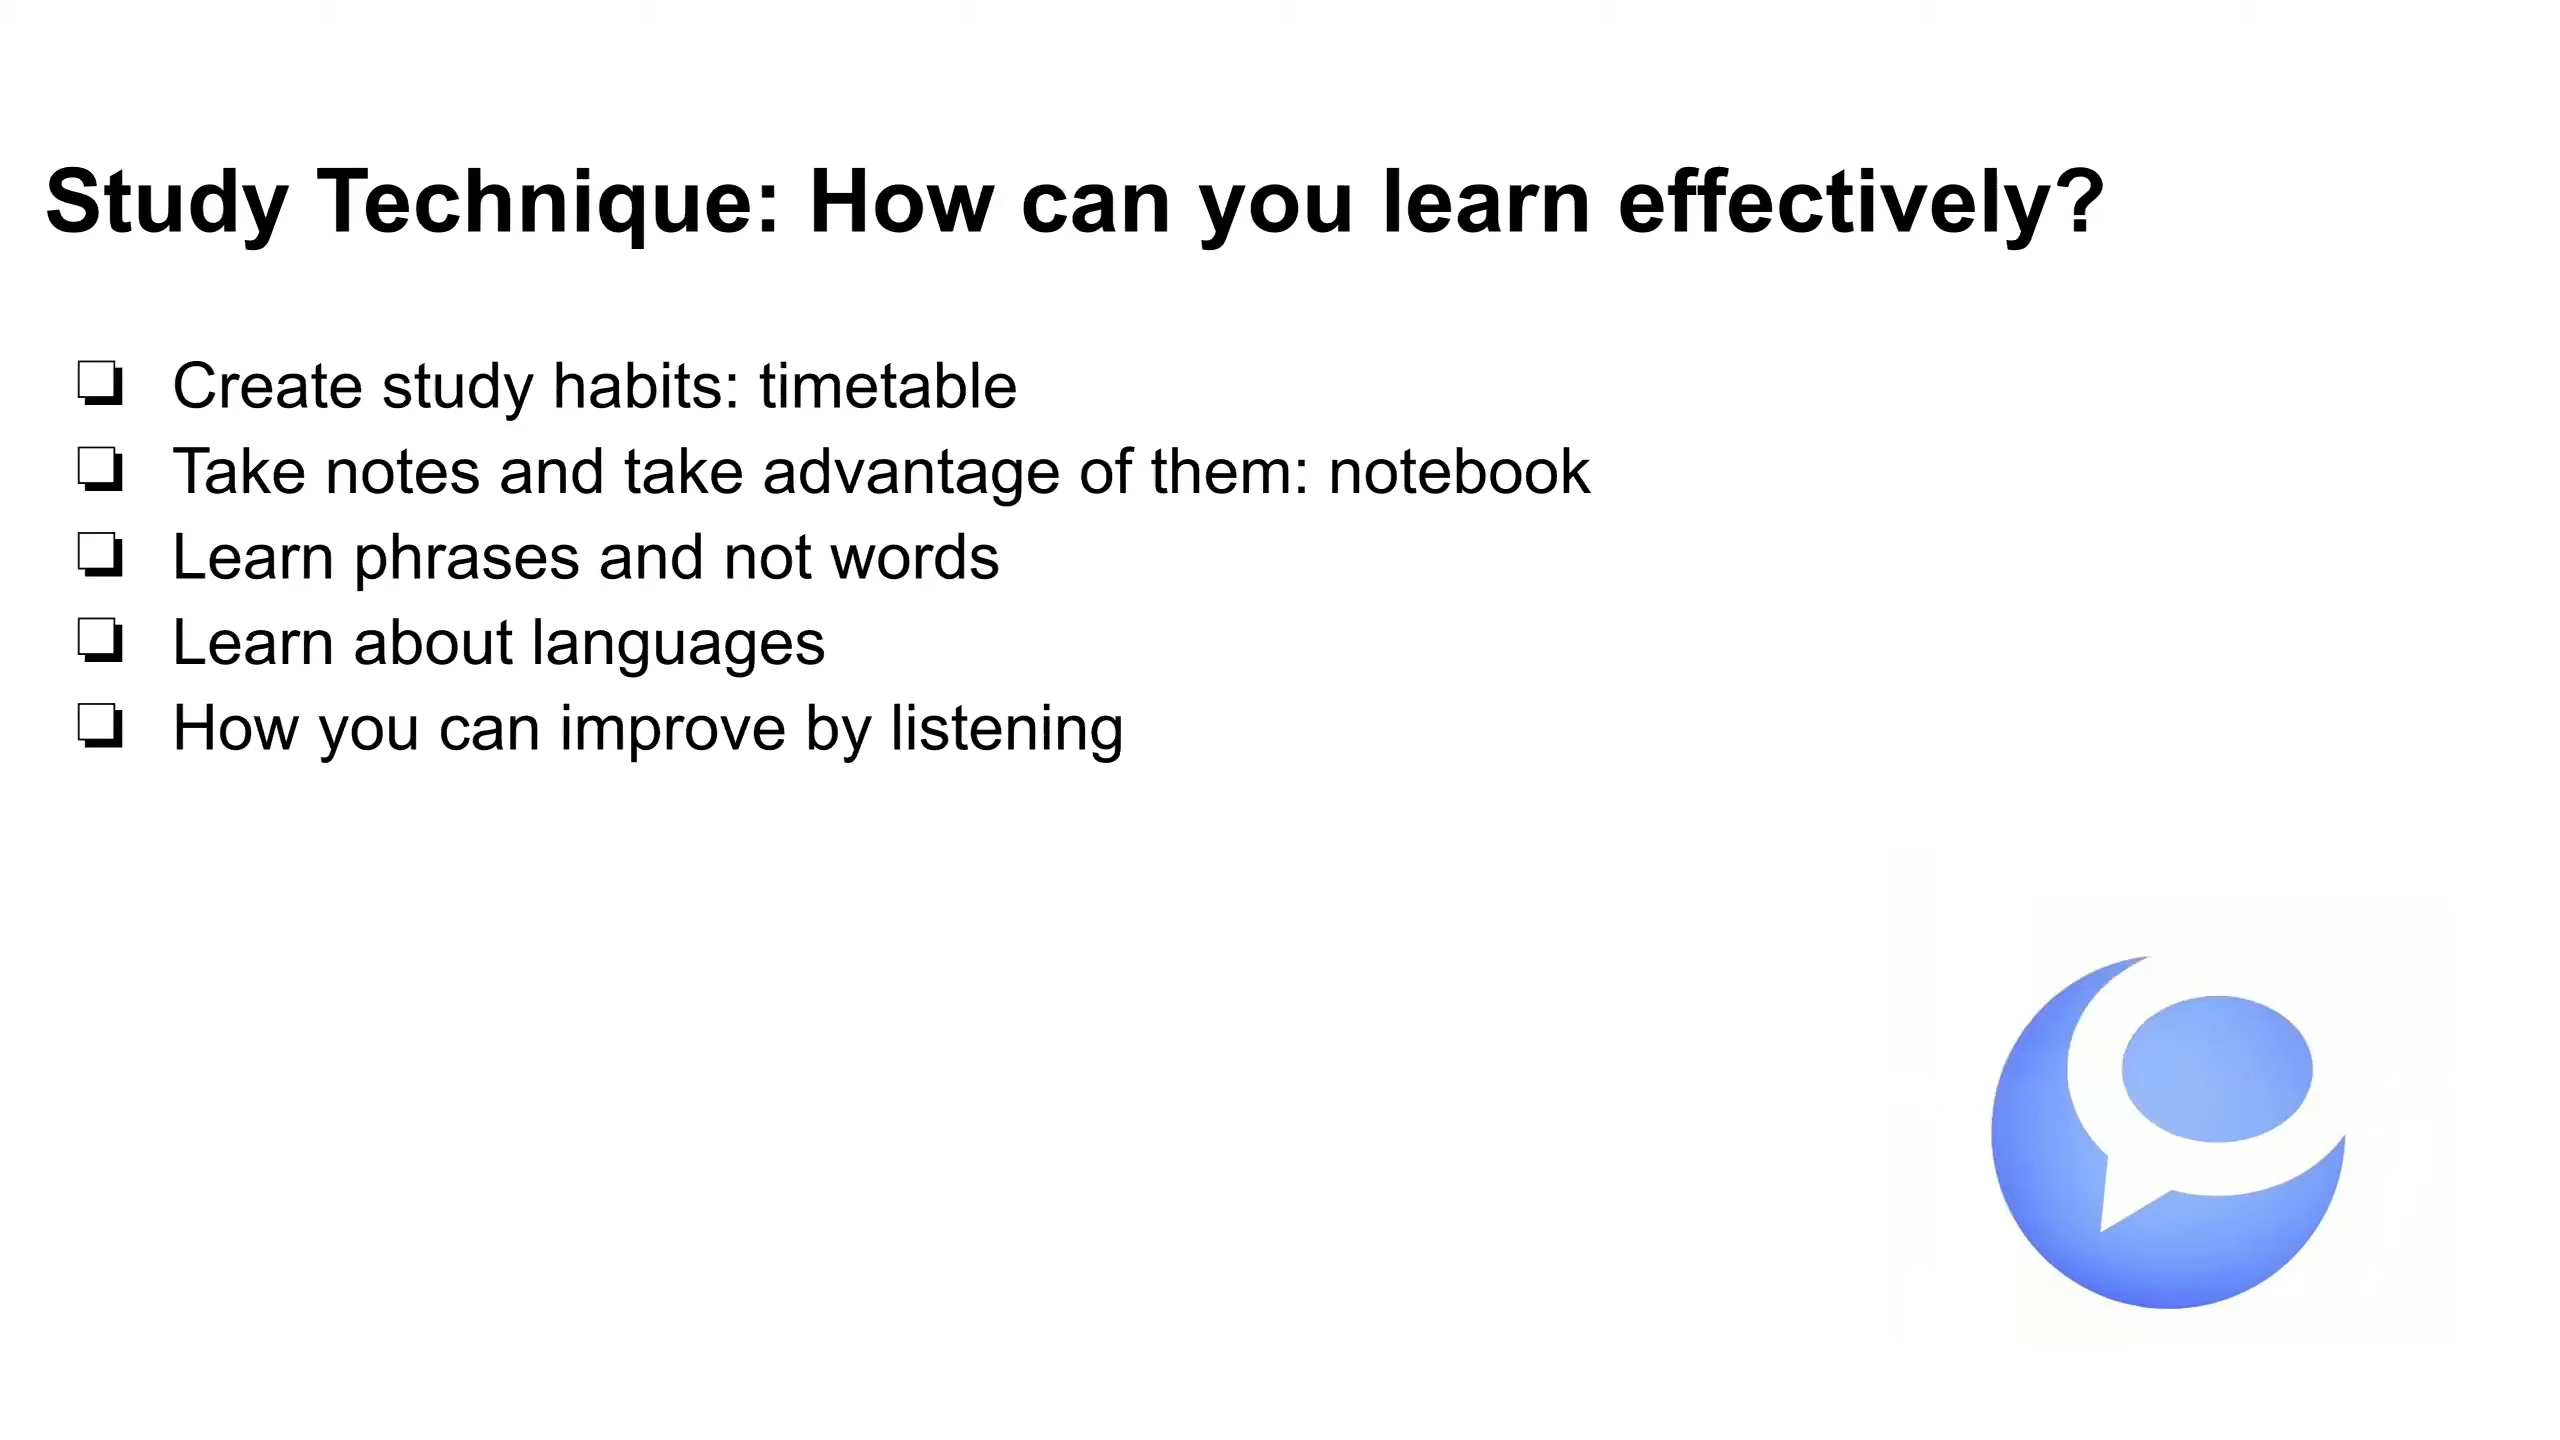 Study Technique: How can you learn effectively?
❏ Create study habits: timetable
❏ Take notes and take advantage of them: notebook
❏ Learn phrases and not words
❏ Learn about languages
❏ How you can improve by listening